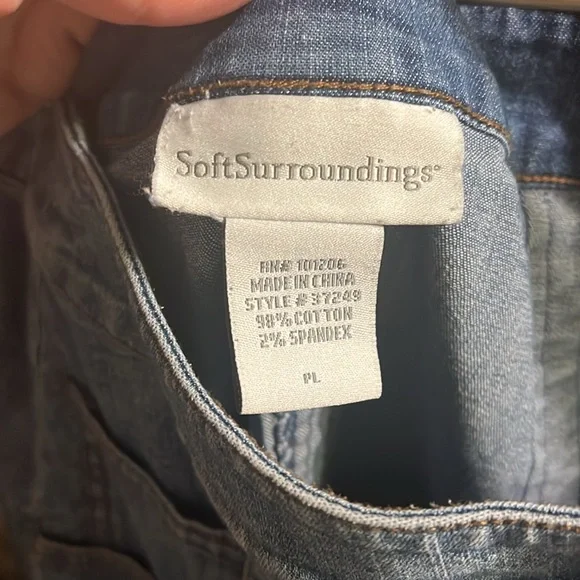 SoftSurroundings®
RN# 101206
MADE IN CHINA
STYLE # 37249
98% COTTON
2% SPANDEX
PL